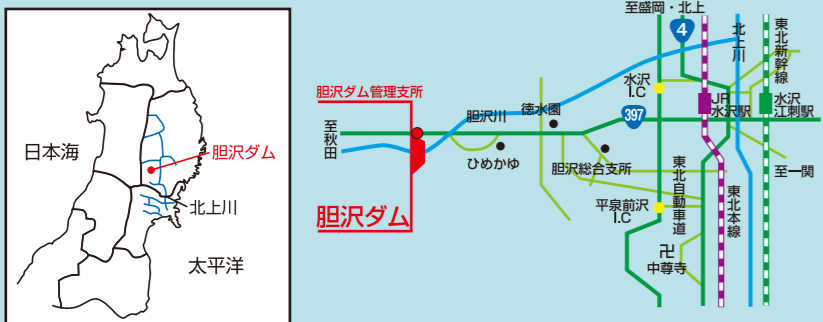 日本海
胆沢ダム
北上川
太平洋
至盛岡・北上
4
北上川
東北新幹線
胆沢ダム管理支所
水沢
I.C
JR
水沢駅
水沢
江刺駅
至秋田
胆沢川
徳水園
397
ひめかゆ
胆沢総合支所
至一関
胆沢ダム
平泉前沢
I.C
東北自動車道
東北本線
卍
中尊寺